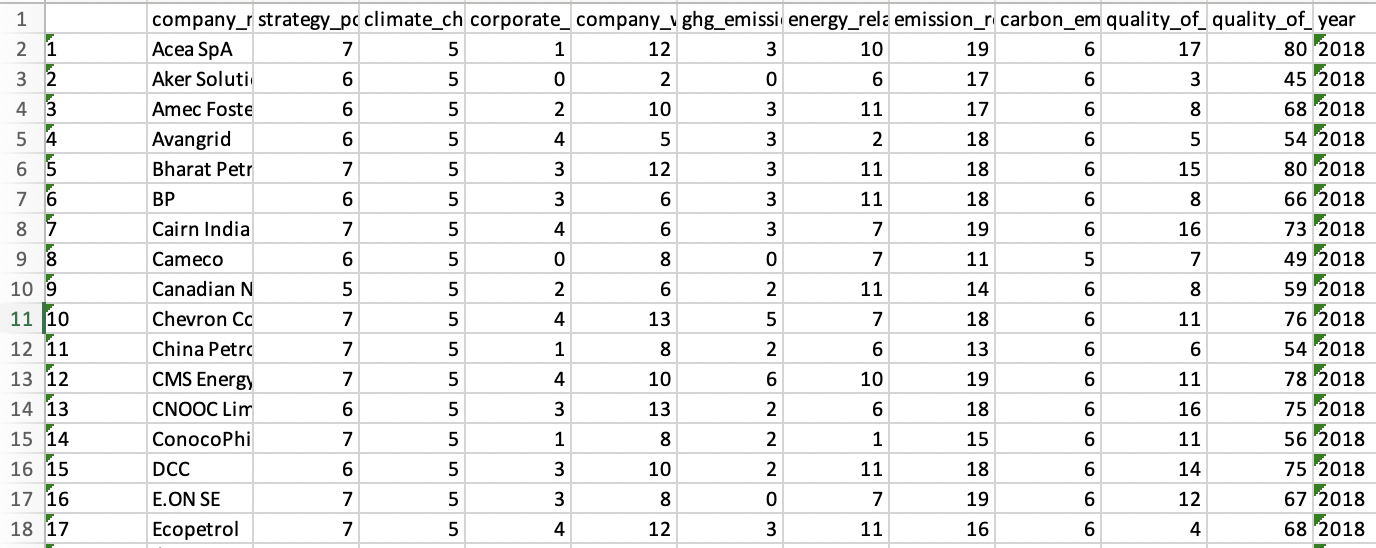 1 company_n strategy_po climate_ch corporate_ company_v ghg_emissi energy_rela emission_r carbon_em quality_of_ quality_of_ year
2 1 Acea SpA 7 5 1 12 3 10 19 6 17 80 2018
3 2 Aker Soluti 6 5 0 2 0 6 17 6 3 45 2018
4 3 Amec Foste 6 5 2 10 3 11 17 6 8 68 2018
5 4 Avangrid 6 5 4 5 3 2 18 6 5 54 2018
6 5 Bharat Petr 7 5 3 12 3 11 18 6 15 80 2018
7 6 BP 6 5 3 6 3 11 18 6 8 66 2018
8 7 Cairn India 7 5 4 6 3 7 19 6 16 73 2018
9 8 Cameco 6 5 0 8 0 7 11 5 7 49 2018
10 9 Canadian N 5 5 2 6 2 11 14 6 8 59 2018
11 10 Chevron Co 7 5 4 13 5 7 18 6 11 76 2018
12 11 China Petro 7 5 1 8 2 6 13 6 6 54 2018
13 12 CMS Energy 7 5 4 10 6 10 19 6 11 78 2018
14 13 CNOOC Lim 6 5 3 13 2 6 18 6 16 75 2018
15 14 ConocoPhi 7 5 1 8 2 1 15 6 11 56 2018
16 15 DCC 6 5 3 10 2 11 18 6 14 75 2018
17 16 E.ON SE 7 5 3 8 0 7 19 6 12 67 2018
18 17 Ecopetrol 7 5 4 12 3 11 16 6 4 68 2018